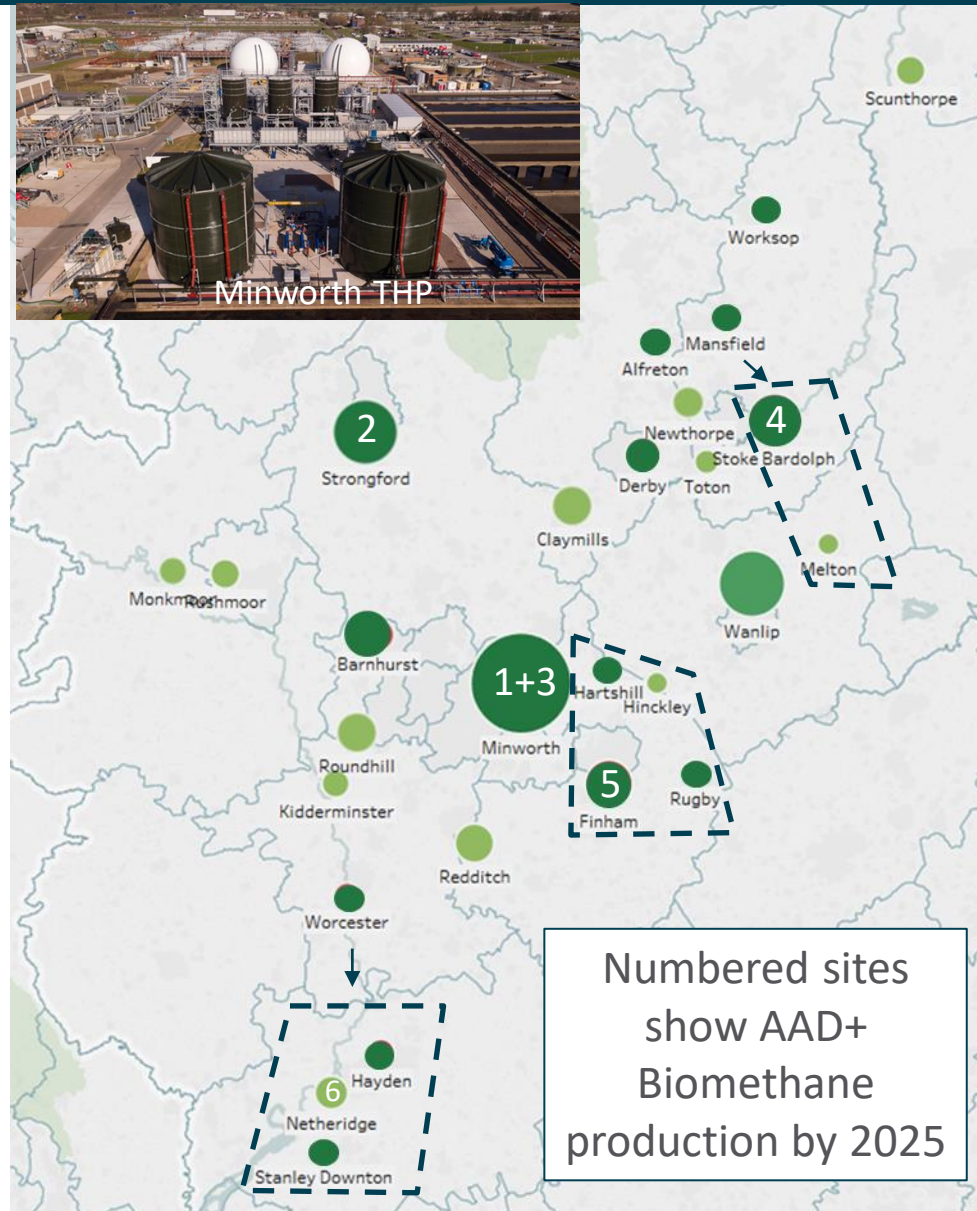 Minworth THP
Scunthorpe
Worksop
Mansfield
Alfreton
Newthorpe
4
Stoke Bardolph
Derby
Toton
2
Strongford
Claymills
Melton
Monkmoor
Rushmoor
Wanlip
Barnhurst
1+3
Minworth
Hartshill
Hinckley
Roundhill
5
Finham
Rugby
Kidderminster
Redditch
Worcester
Hayden
6
Netheridge
Stanley Downton
Numbered sites
show AAD+
Biomethane
production by 2025